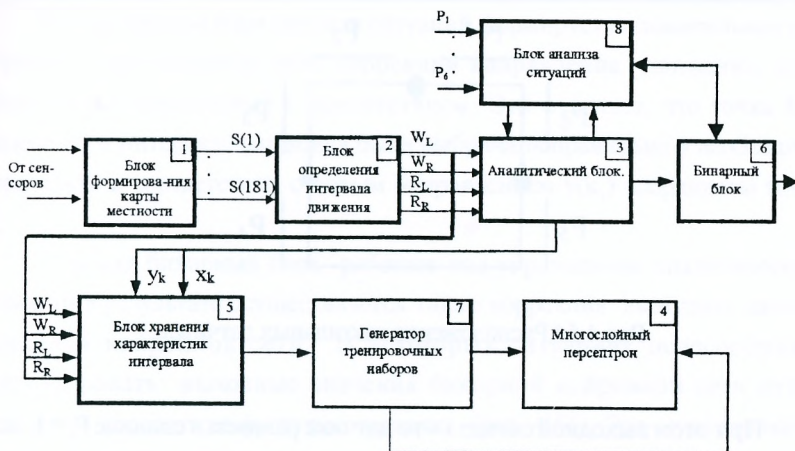 P1
P6
8
Блок анализа
ситуаций
От сен-
соров
1
Блок
формирования
карты
местности
S(1)
S(181)
2
Блок
определения
интервала
движения
WL
WR
RL
RR
3
Аналитический блок.
6
Бинарный
блок
yk
xk
WL
WR
RL
RR
5
Блок хранения
характеристик
интервала
7
Генератор
тренировочных
наборов
4
Многослойный
персептрон